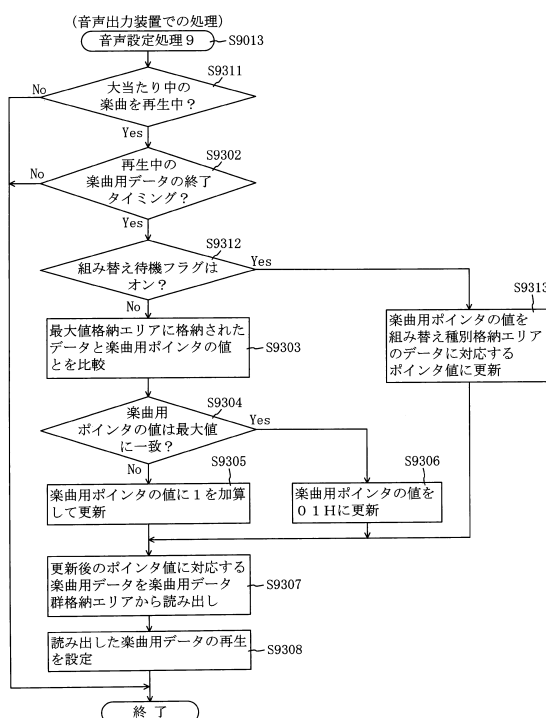 (音声出力装置での処理)
音声設定処理9
S9013
S9311
大当たり中の
楽曲を再生中？
No
Yes
S9302
再生中の
楽曲用データの終了
タイミング？
No
Yes
S9312
組み替え待機フラグは
オン？
Yes
No
S9313
楽曲用ポインタの値を
組み替え種別格納エリア
のデータに対応する
ポインタ値に更新
最大値格納エリアに格納された
データと楽曲用ポインタの値
とを比較
S9303
S9304
楽曲用
ポインタの値は最大値
に一致？
Yes
No
S9305
楽曲用ポインタの値に1を加算
して更新
S9306
楽曲用ポインタの値を
01Hに更新
更新後のポインタ値に対応する
楽曲用データを楽曲用データ
群格納エリアから読み出し
S9307
読み出した楽曲用データの再生
を設定
S9308
終了